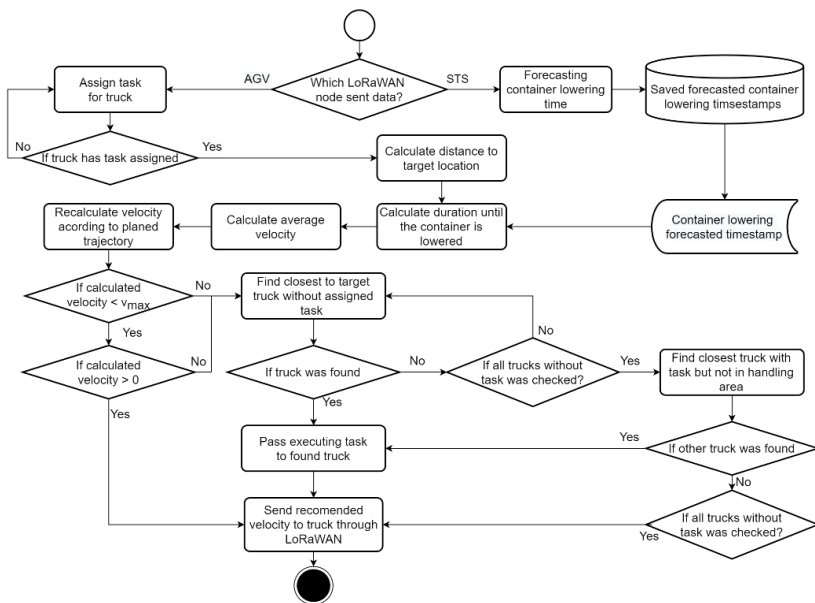 AGV
Which LoRaWAN
node sent data?
STS
Assign task
for truck
Forecasting
container lowering
time
Saved forecasted container
lowering timsestamps
No
If truck has task assigned
Yes
Calculate distance to
target location
Recalculate velocity
acording to planed
trajectory
Calculate average
velocity
Calculate duration until
the container is
lowered
Container lowering
forecasted timestamp
If calculated
velocity < vmax
No
Yes
Find closest to target
truck without assigned
task
No
If calculated
velocity > 0
No
Yes
If truck was found
No
Yes
If all trucks without
task was checked?
Yes
Find closest truck with
task but not in handling
area
Pass executing task
to found truck
Yes
If other truck was found
No
Send recomended
velocity to truck through
LoRaWAN
Yes
If all trucks without
task was checked?